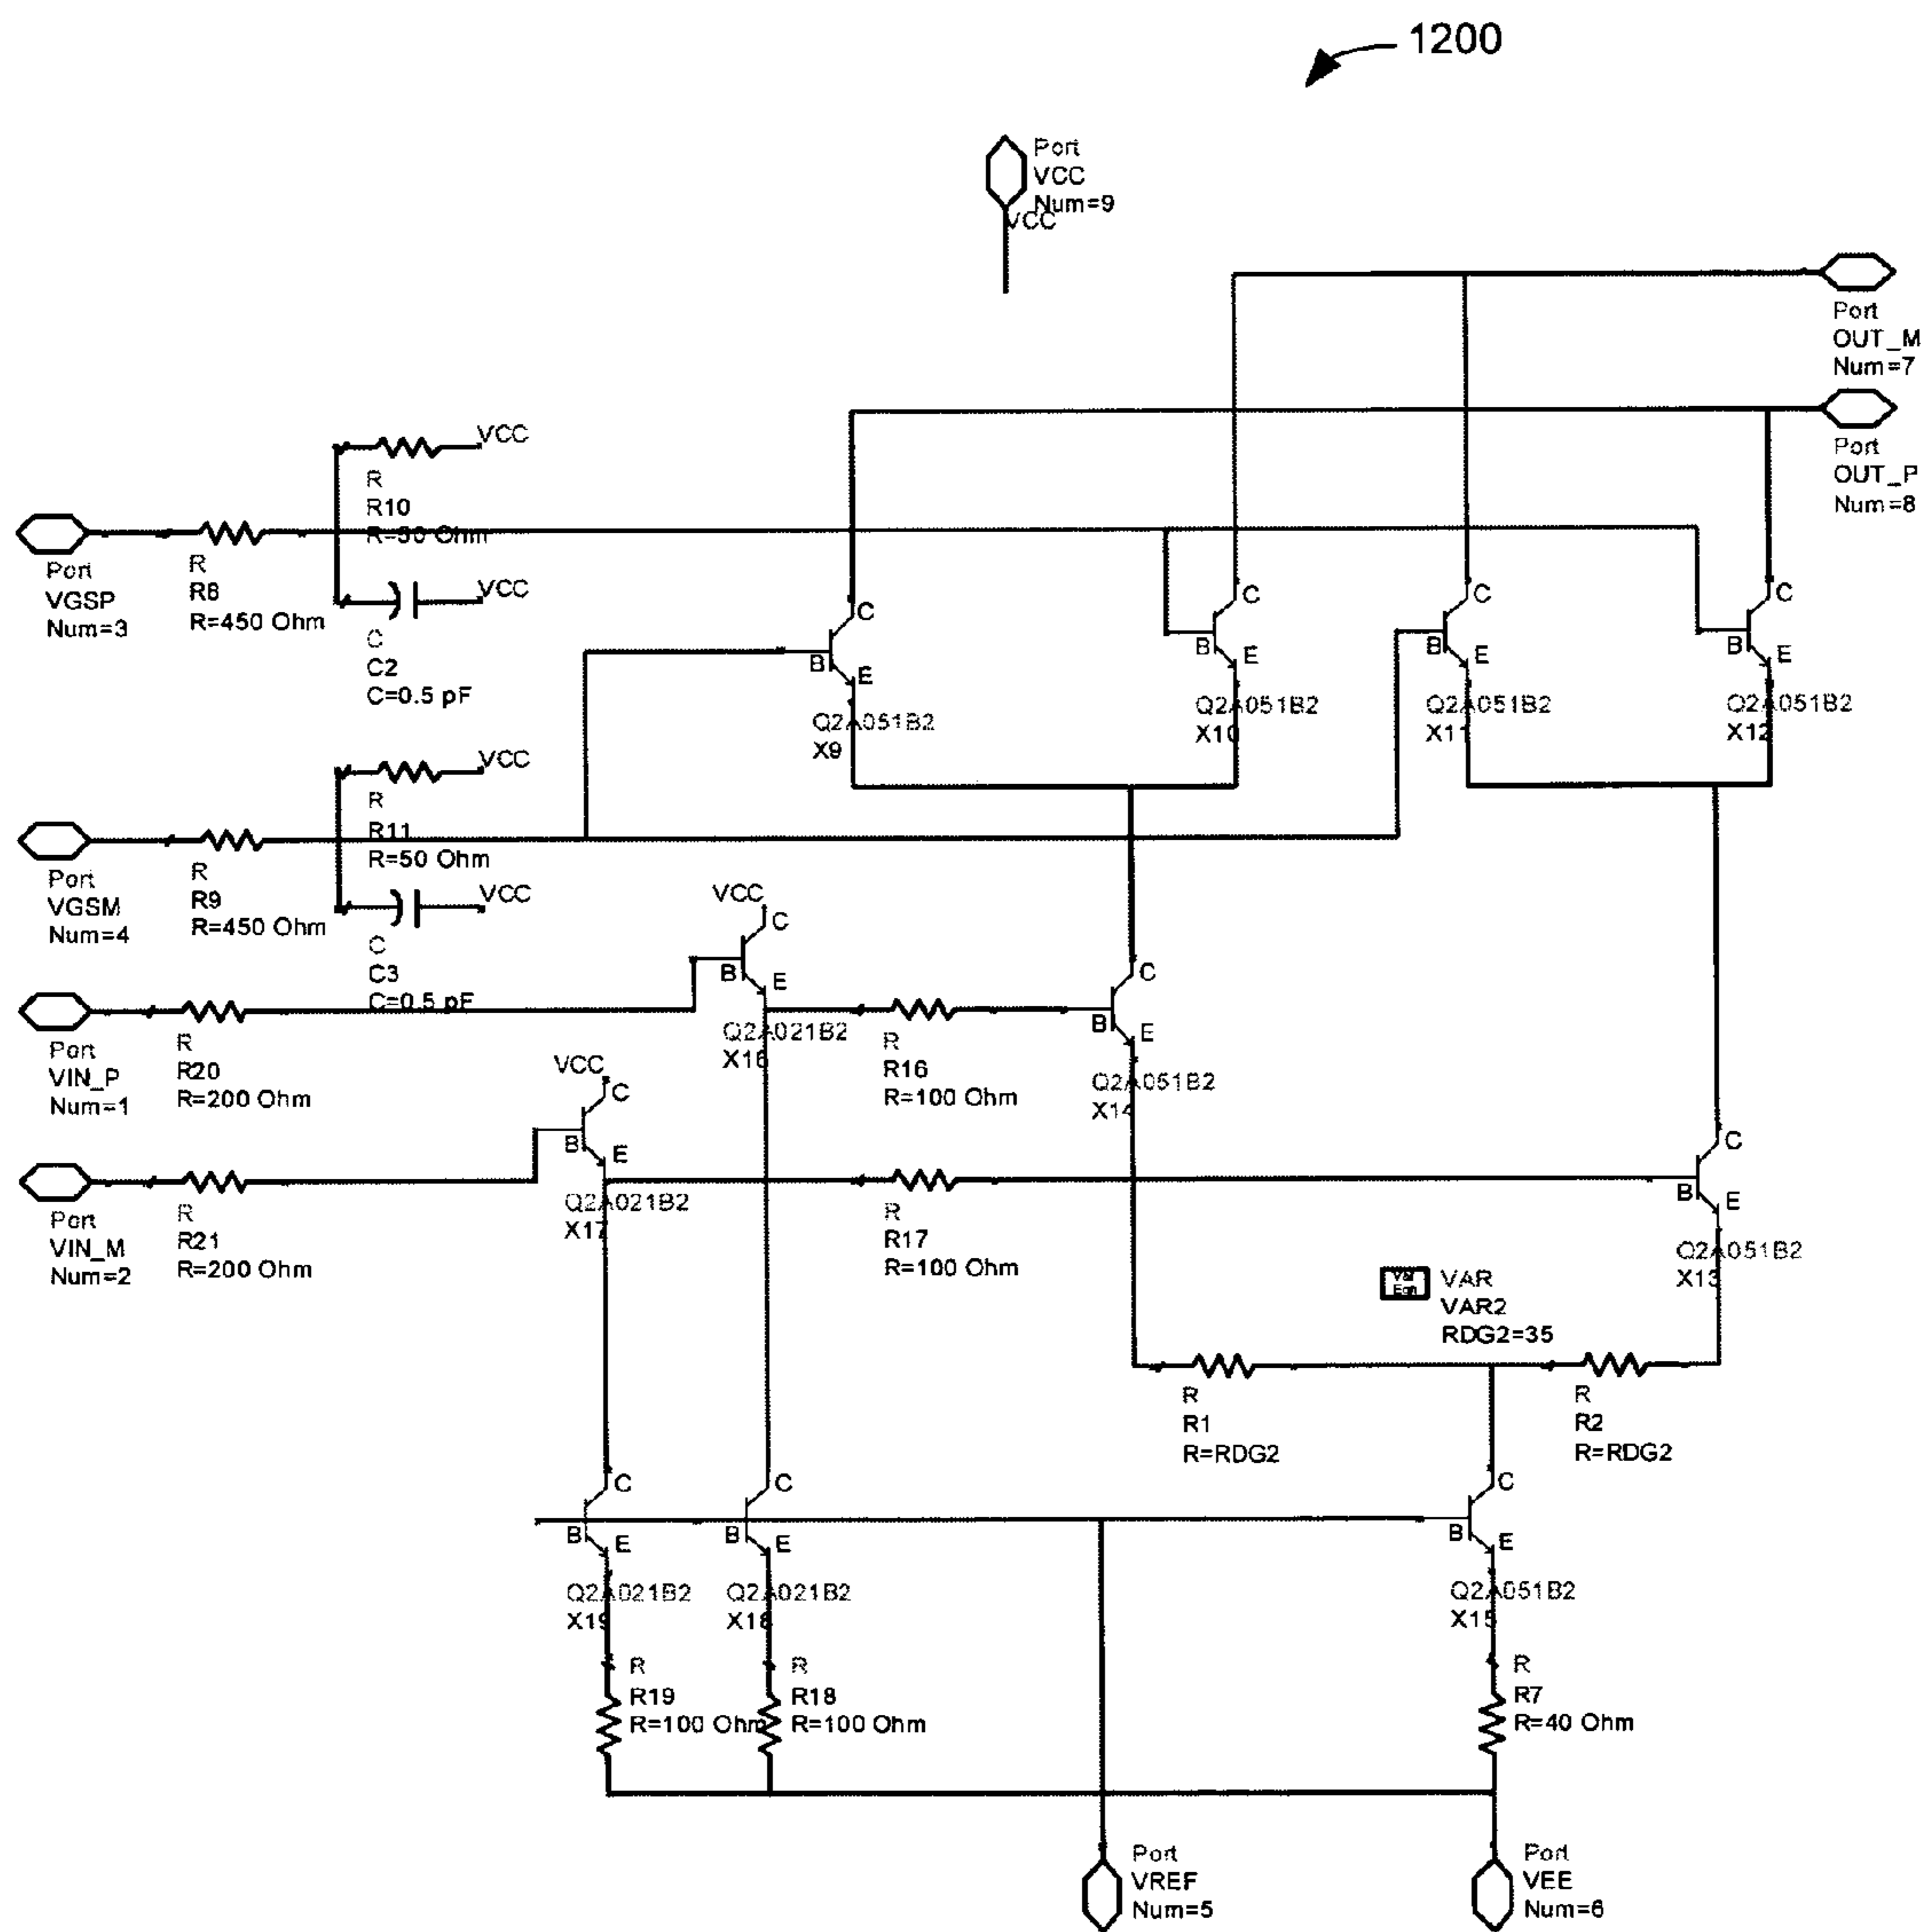 1200
Port
VCC
Num=9
VCC
Port
OUT_M
Num=7
Port
OUT_P
Num=8
VCC
R
R10
R=50 Ohm
Port
VGSP
Num=3
R
R8
R=450 Ohm
VCC
C
C2
C=0.5 pF
C
B
E
Q2A051B2
X9
C
B
E
Q2A051B2
X10
C
B
E
Q2A051B2
X11
C
B
E
Q2A051B2
X12
VCC
R
R11
R=50 Ohm
Port
VGSM
Num=4
R
R9
R=450 Ohm
VCC
C
C3
C=0.5 pF
VCC
C
B
E
Q2A021B2
X16
Port
VIN_P
Num=1
R
R20
R=200 Ohm
R
R16
R=100 Ohm
C
B
E
Q2A051B2
X14
VCC
C
B
E
Q2A021B2
X17
Port
VIN_M
Num=2
R
R21
R=200 Ohm
R
R17
R=100 Ohm
C
B
E
Q2A051B2
X13
Var
Eqn
VAR
VAR2
RDG2=35
R
R1
R=RDG2
R
R2
R=RDG2
C
B
E
Q2A021B2
X19
C
B
E
Q2A021B2
X18
C
B
E
Q2A051B2
X15
R
R19
R=100 Ohm
R
R18
R=100 Ohm
R
R7
R=40 Ohm
Port
VREF
Num=5
Port
VEE
Num=6